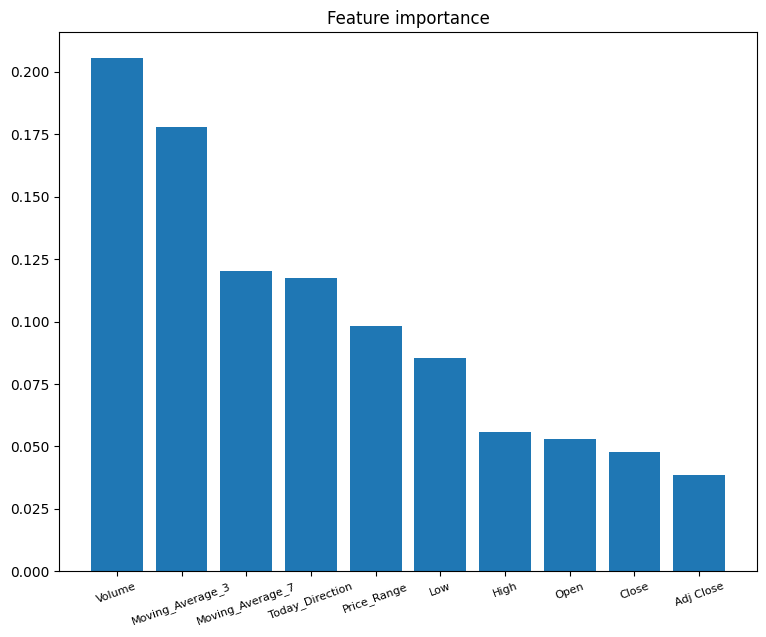 Feature importance
0.200
0.175
0.150
0.125
0.100
0.075
0.050
0.025
0.000
Volume
Moving_Average_3
Moving_Average_7
Today_Direction
Price_Range
Low
High
Open
Close
Adj Close